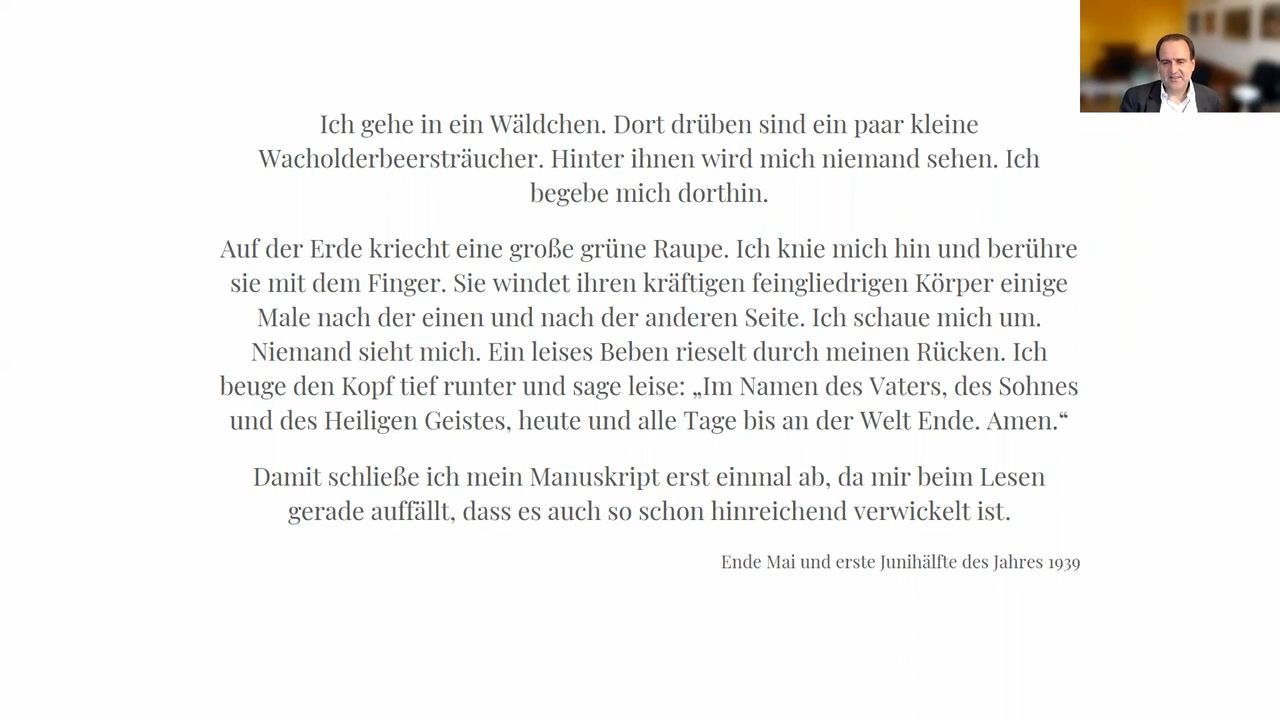 Ich gehe in ein Wäldchen. Dort drüben sind ein paar kleine
Wacholderbeersträucher. Hinter ihnen wird mich niemand sehen. Ich
begebe mich dorthin.
Auf der Erde kriecht eine große grüne Raupe. Ich knie mich hin und berühre
sie mit dem Finger. Sie windet ihren kräftigen feingliedrigen Körper einige
Male nach der einen und nach der anderen Seite. Ich schaue mich um.
Niemand sieht mich. Ein leises Beben rieselt durch meinen Rücken. Ich
beuge den Kopf tief runter und sage leise: „Im Namen des Vaters, des Sohnes
und des Heiligen Geistes, heute und alle Tage bis an der Welt Ende. Amen.“
Damit schließe ich mein Manuskript erst einmal ab, da mir beim Lesen
gerade auffällt, dass es auch so schon hinreichend verwickelt ist.
Ende Mai und erste Junihälfte des Jahres 1939